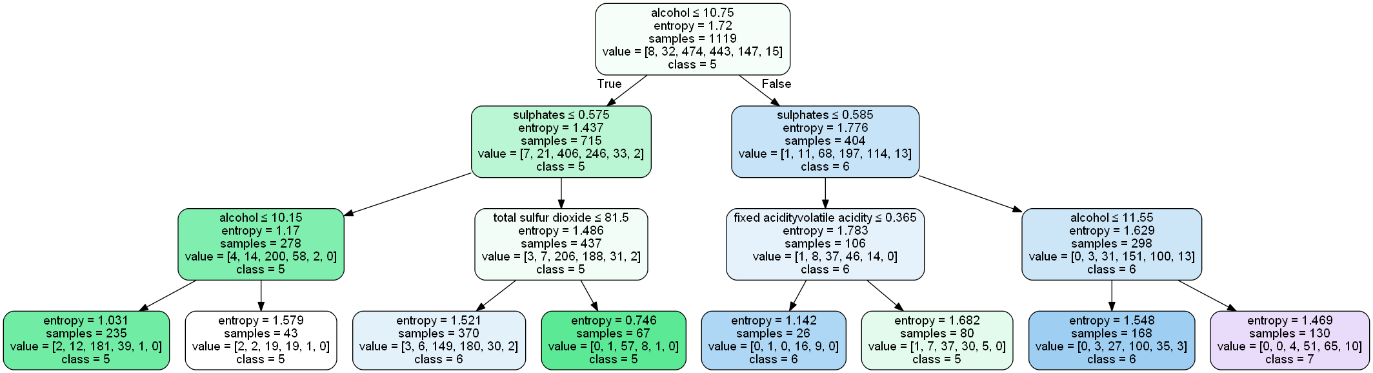 alcohol ≤ 10.75
entropy = 1.72
samples = 1119
value = [8, 32, 474, 443, 147, 15]
class = 5
True
False
sulphates ≤ 0.575
entropy = 1.437
samples = 715
value = [7, 21, 406, 246, 33, 2]
class = 5
sulphates ≤ 0.585
entropy = 1.776
samples = 404
value = [1, 11, 68, 197, 114, 13]
class = 6
alcohol ≤ 10.15
entropy = 1.17
samples = 278
value = [4, 14, 200, 58, 2, 0]
class = 5
total sulfur dioxide ≤ 81.5
entropy = 1.486
samples = 437
value = [3, 7, 206, 188, 31, 2]
class = 5
fixed acidityvolatile acidity ≤ 0.365
entropy = 1.783
samples = 106
value = [1, 8, 37, 46, 14, 0]
class = 6
alcohol ≤ 11.55
entropy = 1.629
samples = 298
value = [0, 3, 31, 151, 100, 13]
class = 6
entropy = 1.031
samples = 235
value = [2, 12, 181, 39, 1, 0]
class = 5
entropy = 1.579
samples = 43
value = [2, 2, 19, 19, 1, 0]
class = 5
entropy = 1.521
samples = 370
value = [3, 6, 149, 180, 30, 2]
class = 6
entropy = 0.746
samples = 67
value = [0, 1, 57, 8, 1, 0]
class = 5
entropy = 1.142
samples = 26
value = [0, 1, 0, 16, 9, 0]
class = 6
entropy = 1.682
samples = 80
value = [1, 7, 37, 30, 5, 0]
class = 5
entropy = 1.548
samples = 168
value = [0, 3, 27, 100, 35, 3]
class = 6
entropy = 1.469
samples = 130
value = [0, 0, 4, 51, 65, 10]
class = 7